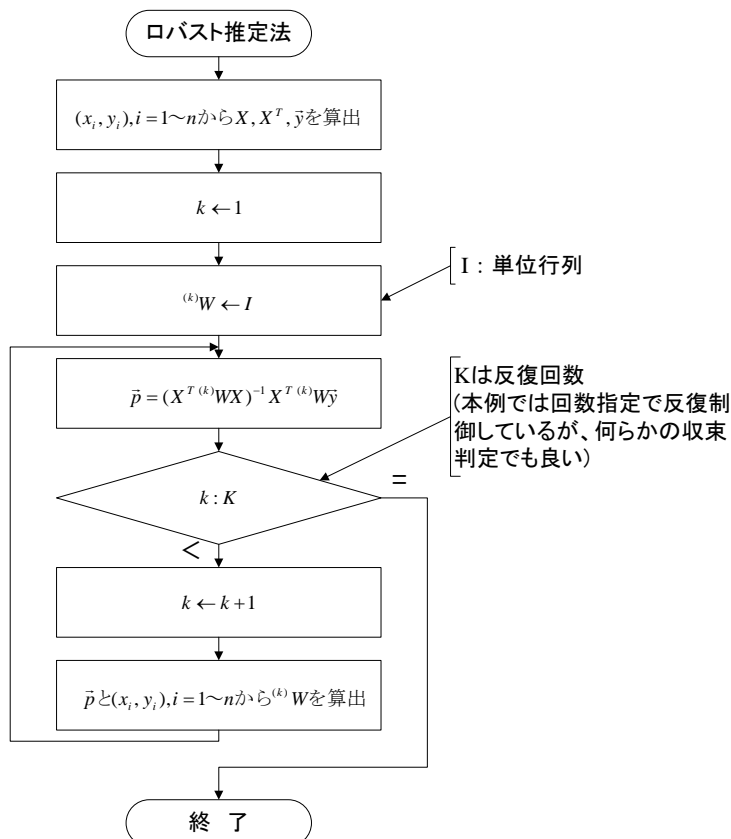 ロバスト推定法
(x_i, y_i), i = 1～nからX, X^T, y⃗を算出
k ← 1
^(k)W ← I
I : 単位行列
p⃗ = (X^T ^(k)WX)^-1 X^T ^(k)Wy⃗
Kは反復回数
(本例では回数指定で反復制
御しているが、何らかの収束
判定でも良い)
k : K
=
<
k ← k+1
p⃗と(x_i, y_i), i = 1～nから^(k)Wを算出
終 了